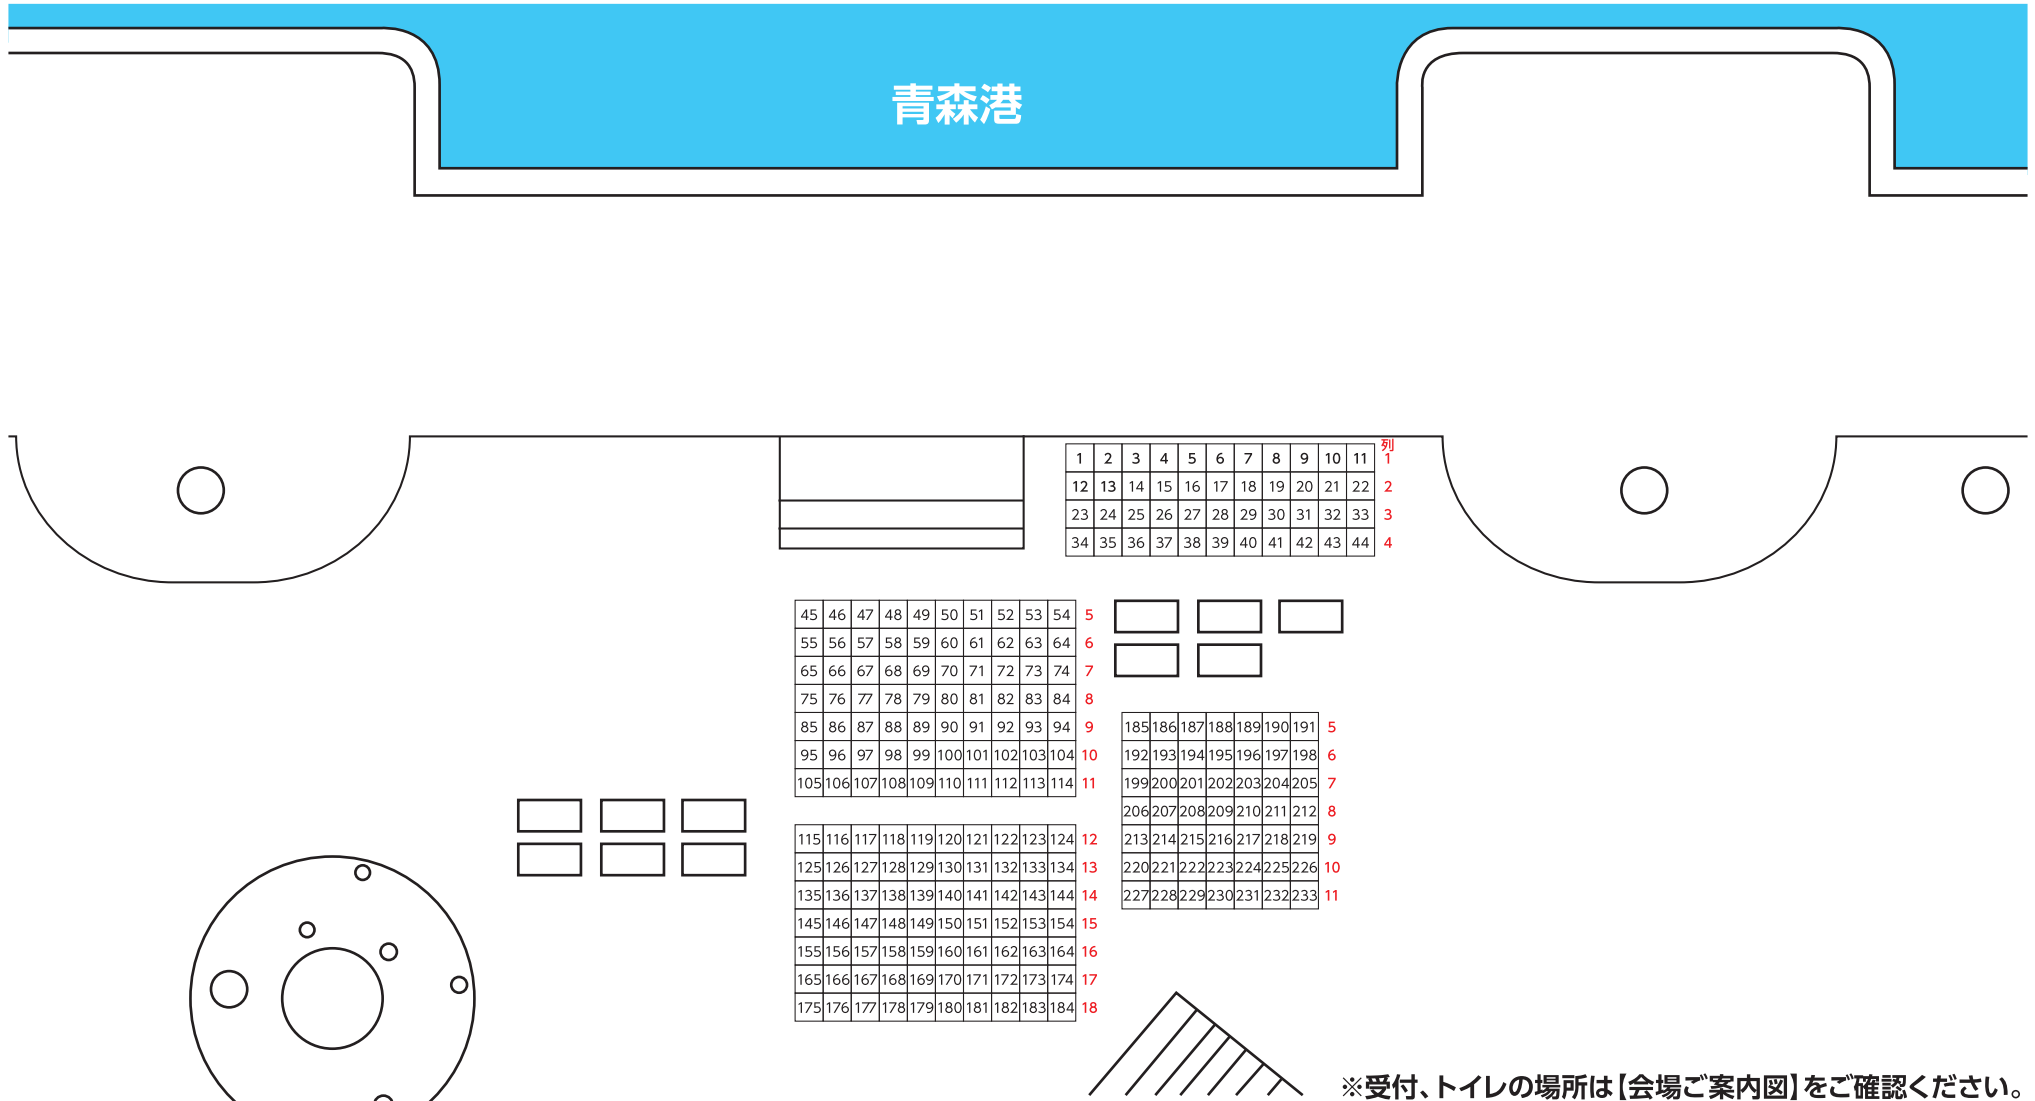 青森港
列
1 2 3 4 5 6 7 8 9 10 11 1
12 13 14 15 16 17 18 19 20 21 22 2
23 24 25 26 27 28 29 30 31 32 33 3
34 35 36 37 38 39 40 41 42 43 44 4
45 46 47 48 49 50 51 52 53 54 5
55 56 57 58 59 60 61 62 63 64 6
65 66 67 68 69 70 71 72 73 74 7
75 76 77 78 79 80 81 82 83 84 8
85 86 87 88 89 90 91 92 93 94 9
95 96 97 98 99 100 101 102 103 104 10
105 106 107 108 109 110 111 112 113 114 11
115 116 117 118 119 120 121 122 123 124 12
125 126 127 128 129 130 131 132 133 134 13
135 136 137 138 139 140 141 142 143 144 14
145 146 147 148 149 150 151 152 153 154 15
155 156 157 158 159 160 161 162 163 164 16
165 166 167 168 169 170 171 172 173 174 17
175 176 177 178 179 180 181 182 183 184 18
185 186 187 188 189 190 191 5
192 193 194 195 196 197 198 6
199 200 201 202 203 204 205 7
206 207 208 209 210 211 212 8
213 214 215 216 217 218 219 9
220 221 222 223 224 225 226 10
227 228 229 230 231 232 233 11
※受付、トイレの場所は【会場ご案内図】をご確認ください。